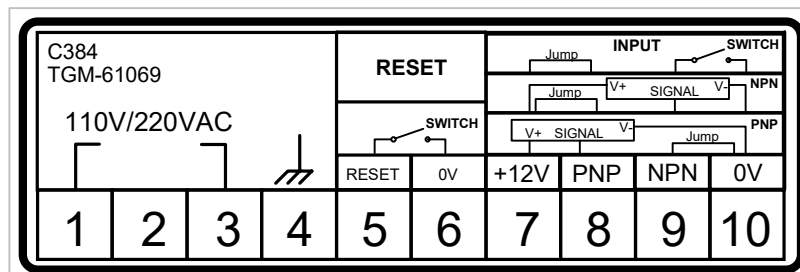 C384
TGM-61069
110V/220VAC
RESET
SWITCH
INPUT
Jump
SWITCH
V+ SIGNAL V-
NPN
Jump
V+ SIGNAL V-
PNP
Jump
RESET 0V +12V PNP NPN 0V
1 2 3 4 5 6 7 8 9 10